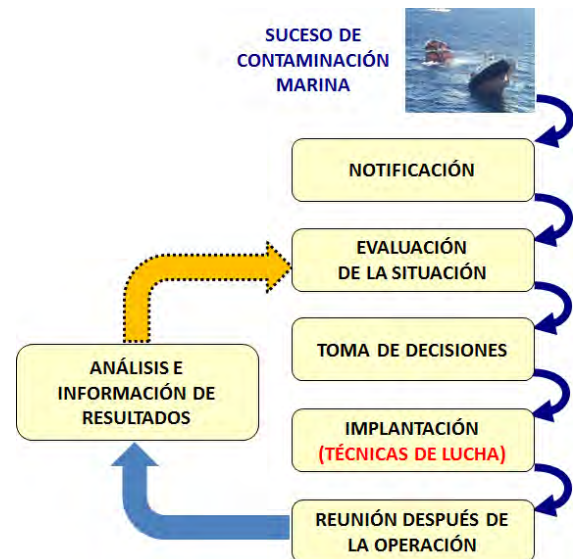 SUCESO DE
CONTAMINACIÓN
MARINA
NOTIFICACIÓN
EVALUACIÓN
DE LA SITUACIÓN
TOMA DE DECISIONES
ANÁLISIS E
INFORMACIÓN DE
RESULTADOS
IMPLANTACIÓN
(TÉCNICAS DE LUCHA)
REUNIÓN DESPUÉS DE
LA OPERACIÓN